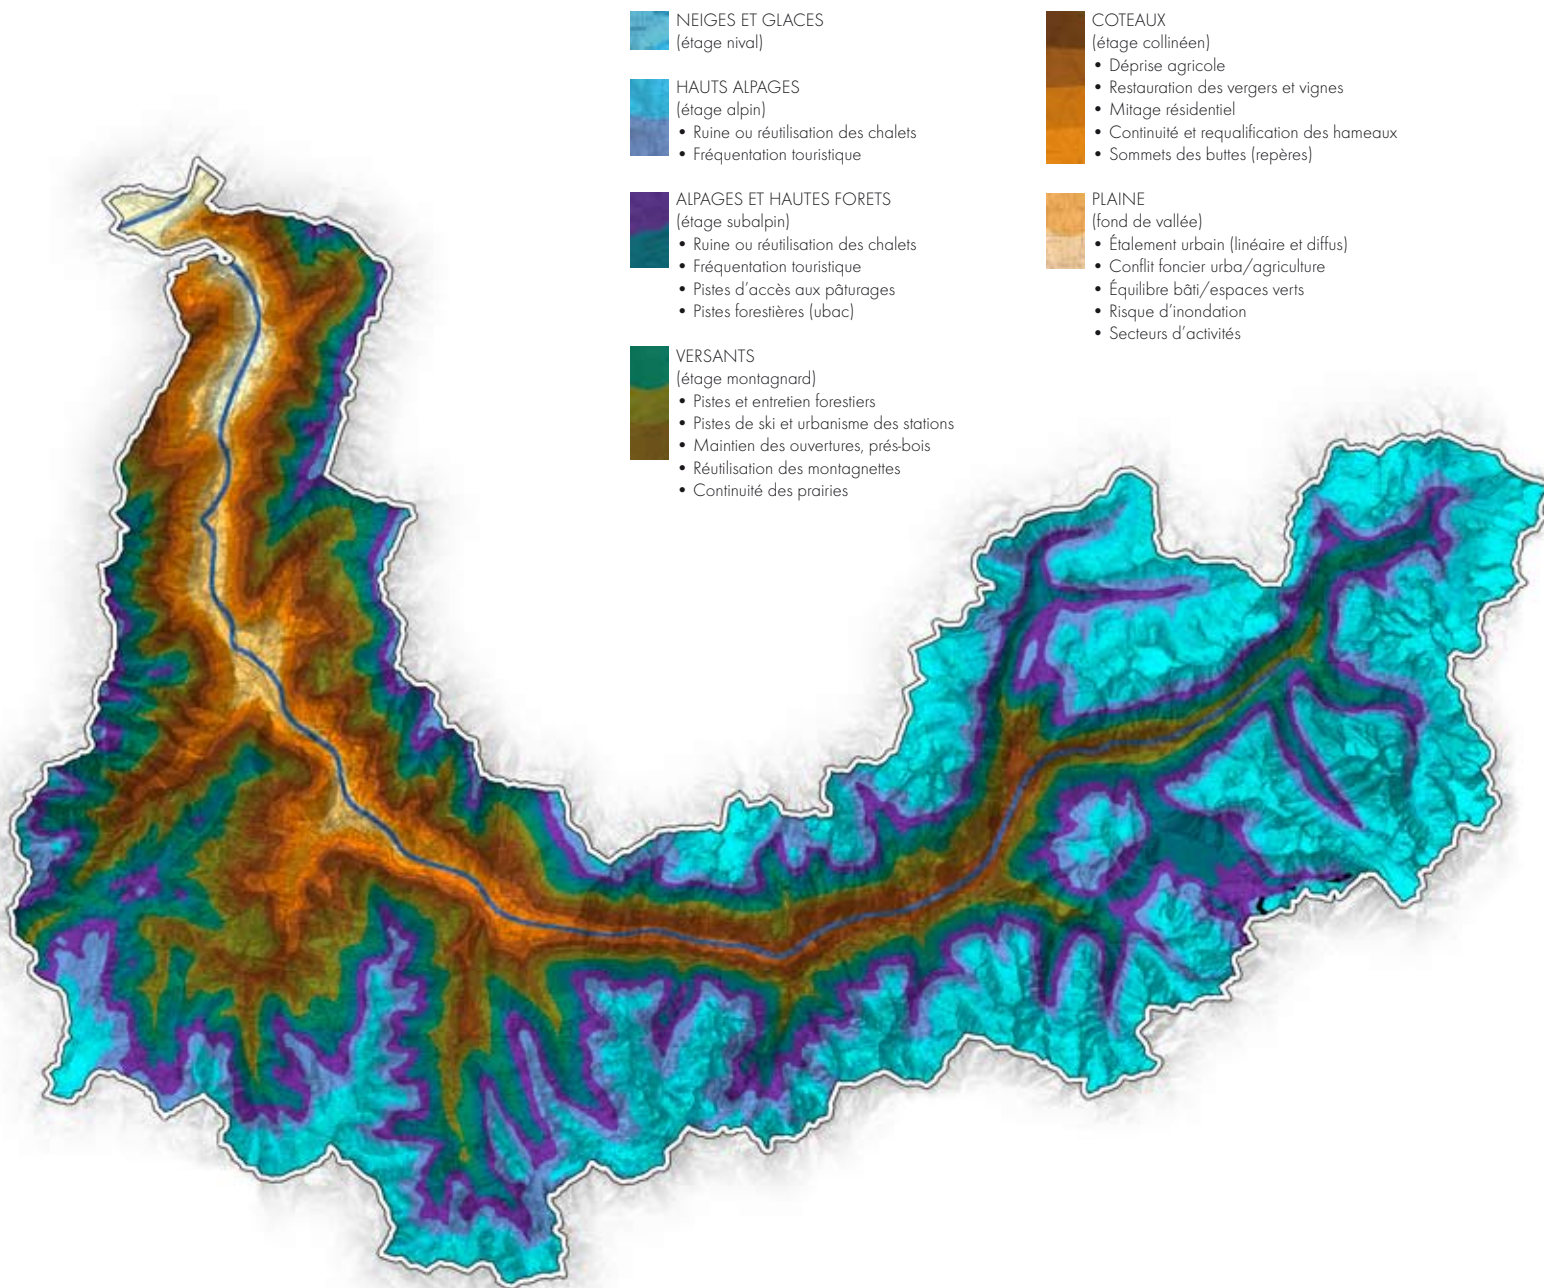 NEIGES ET GLACES
(étage nival)
HAUTS ALPAGES
(étage alpin)
• Ruine ou réutilisation des chalets
• Fréquentation touristique
ALPAGES ET HAUTES FORETS
(étage subalpin)
• Ruine ou réutilisation des chalets
• Fréquentation touristique
• Pistes d'accès aux pâturages
• Pistes forestières (ubac)
VERSANTS
(étage montagnard)
• Pistes et entretien forestiers
• Pistes de ski et urbanisme des stations
• Maintien des ouvertures, prés-bois
• Réutilisation des montagnettes
• Continuité des prairies
COTEAUX
(étage collinéen)
• Déprise agricole
• Restauration des vergers et vignes
• Mitage résidentiel
• Continuité et requalification des hameaux
• Sommets des buttes (repères)
PLAINE
(fond de vallée)
• Étalement urbain (linéaire et diffus)
• Conflit foncier urba/agriculture
• Équilibre bâti/espaces verts
• Risque d'inondation
• Secteurs d'activités